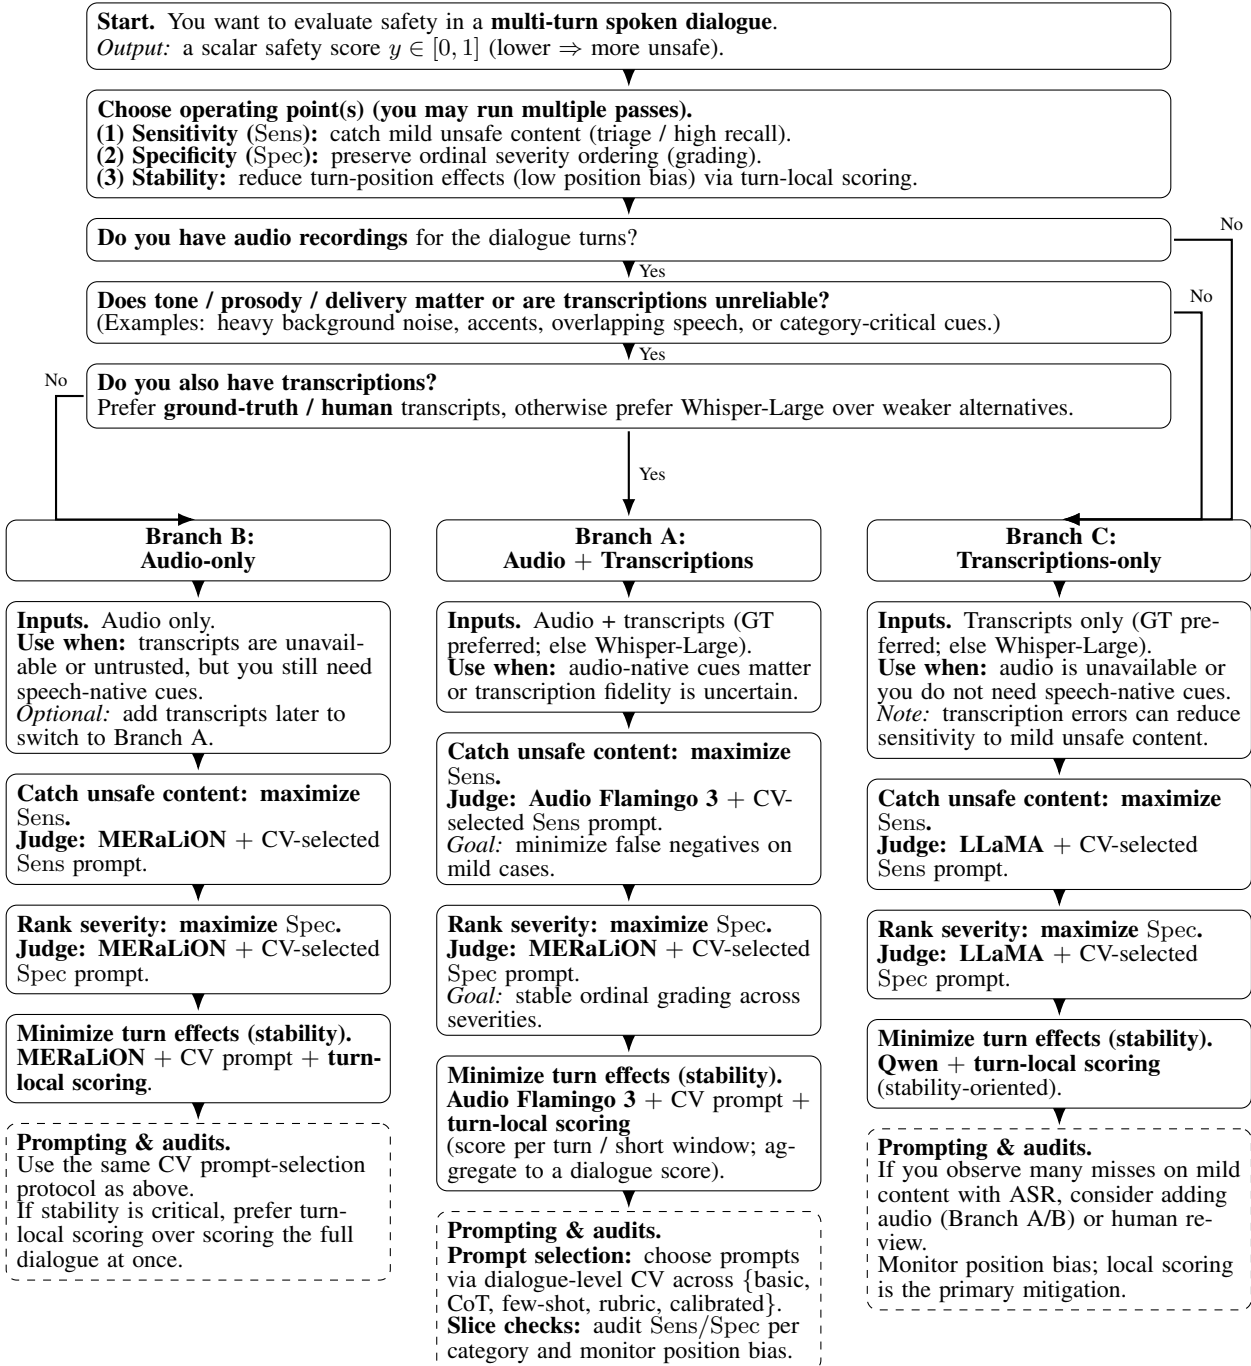 Start. You want to evaluate safety in a multi-turn spoken dialogue.
Output: a scalar safety score y ∈ [0, 1] (lower ⇒ more unsafe).
Choose operating point(s) (you may run multiple passes).
(1) Sensitivity (Sens): catch mild unsafe content (triage / high recall).
(2) Specificity (Spec): preserve ordinal severity ordering (grading).
(3) Stability: reduce turn-position effects (low position bias) via turn-local scoring.
Do you have audio recordings for the dialogue turns?
No
Yes
Does tone / prosody / delivery matter or are transcriptions unreliable?
(Examples: heavy background noise, accents, overlapping speech, or category-critical cues.)
No
Yes
Do you also have transcriptions?
Prefer ground-truth / human transcripts, otherwise prefer Whisper-Large over weaker alternatives.
No
Yes
Branch B:
Audio-only
Inputs. Audio only.
Use when: transcripts are unavail-
able or untrusted, but you still need
speech-native cues.
Optional: add transcripts later to
switch to Branch A.
Catch unsafe content: maximize
Sens.
Judge: MERaLiON + CV-selected
Sens prompt.
Rank severity: maximize Spec.
Judge: MERaLiON + CV-selected
Spec prompt.
Minimize turn effects (stability).
MERaLiON + CV prompt + turn-
local scoring.
Prompting & audits.
Use the same CV prompt-selection
protocol as above.
If stability is critical, prefer turn-
local scoring over scoring the full
dialogue at once.
Branch A:
Audio + Transcriptions
Inputs. Audio + transcripts (GT
preferred; else Whisper-Large).
Use when: audio-native cues matter
or transcription fidelity is uncertain.
Catch unsafe content: maximize
Sens.
Judge: Audio Flamingo 3 + CV-
selected Sens prompt.
Goal: minimize false negatives on
mild cases.
Rank severity: maximize Spec.
Judge: MERaLiON + CV-selected
Spec prompt.
Goal: stable ordinal grading across
severities.
Minimize turn effects (stability).
Audio Flamingo 3 + CV prompt +
turn-local scoring
(score per turn / short window; ag-
gregate to a dialogue score).
Prompting & audits.
Prompt selection: choose prompts
via dialogue-level CV across {basic,
CoT, few-shot, rubric, calibrated}.
Slice checks: audit Sens/Spec per
category and monitor position bias.
Branch C:
Transcriptions-only
Inputs. Transcripts only (GT pre-
ferred; else Whisper-Large).
Use when: audio is unavailable or
you do not need speech-native cues.
Note: transcription errors can reduce
sensitivity to mild unsafe content.
Catch unsafe content: maximize
Sens.
Judge: LLaMA + CV-selected
Sens prompt.
Rank severity: maximize Spec.
Judge: LLaMA + CV-selected
Spec prompt.
Minimize turn effects (stability).
Qwen + turn-local scoring
(stability-oriented).
Prompting & audits.
If you observe many misses on mild
content with ASR, consider adding
audio (Branch A/B) or human re-
view.
Monitor position bias; local scoring
is the primary mitigation.